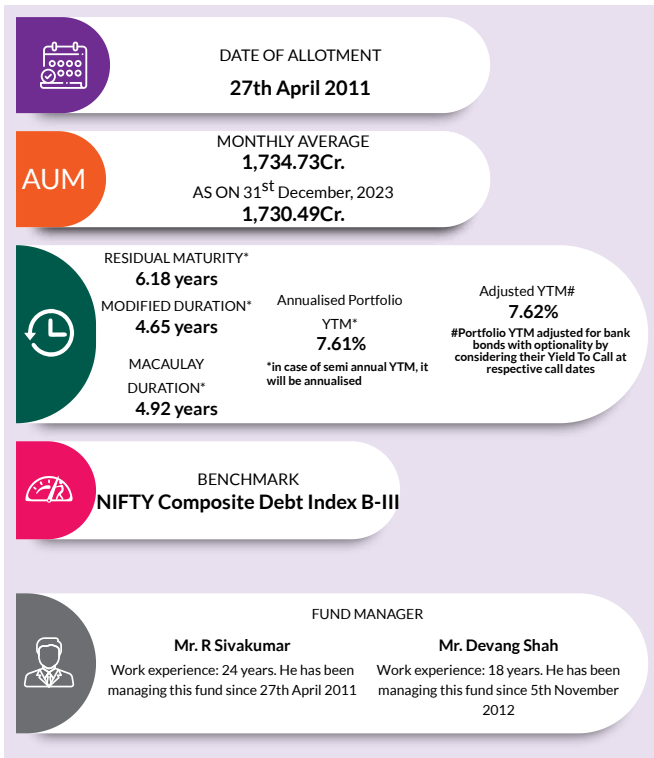 DATE OF ALLOTMENT
27th April 2011
AUM
MONTHLY AVERAGE
1,734.73Cr.
AS ON 31st December, 2023
1,730.49Cr.
RESIDUAL MATURITY*
6.18 years
MODIFIED DURATION*
4.65 years
MACAULAY
DURATION*
4.92 years
Annualised Portfolio
YTM*
7.61%
*in case of semi annual YTM, it
will be annualised
Adjusted YTM#
7.62%
#Portfolio YTM adjusted for bank
bonds with optionality by
considering their Yield To Call at
respective call dates
BENCHMARK
NIFTY Composite Debt Index B-III
FUND MANAGER
Mr. R Sivakumar
Work experience: 24 years. He has been
managing this fund since 27th April 2011
Mr. Devang Shah
Work experience: 18 years. He has been
managing this fund since 5th November
2012